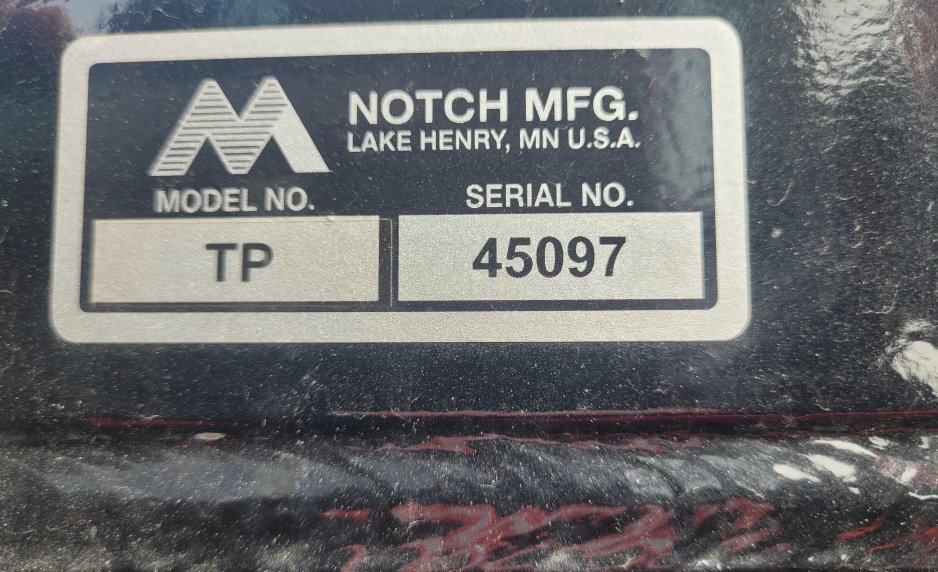 NOTCH MFG.
LAKE HENRY, MN U.S.A.
MODEL NO.
SERIAL NO.
TP
45097